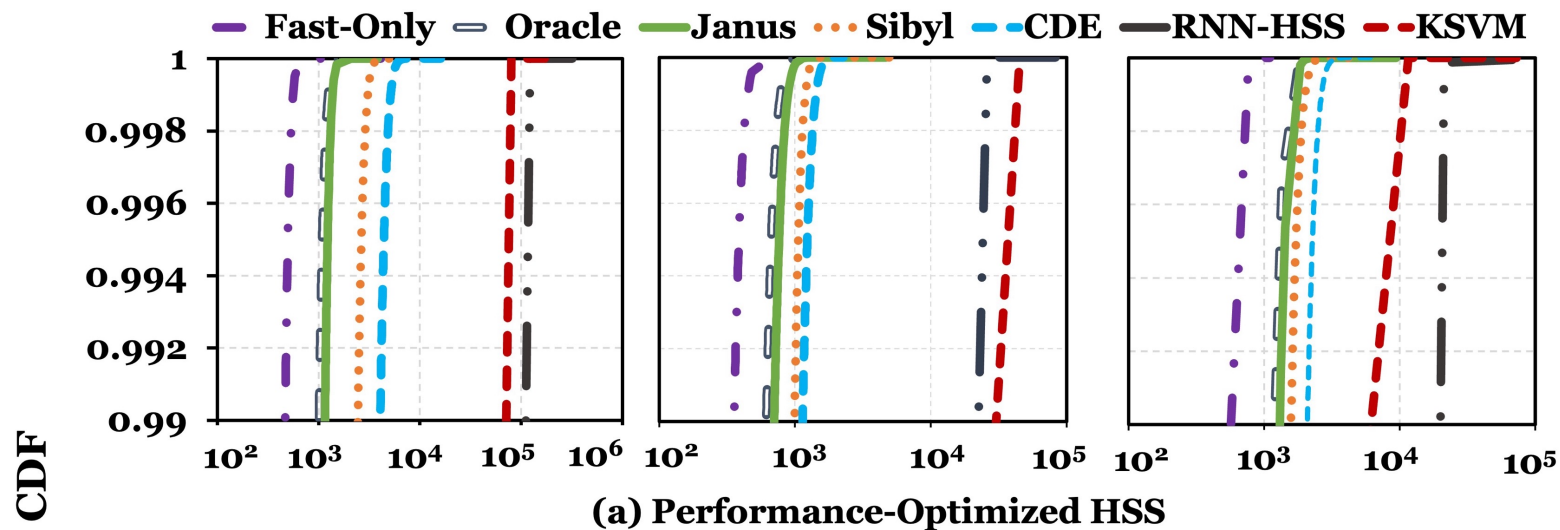 Fast-Only Oracle Janus Sibyl CDE RNN-HSS KSVM
1
0.998
0.996
0.994
0.992
0.99
CDF
10² 10³ 10⁴ 10⁵ 10⁶ 10² 10³ 10⁴ 10⁵ 10² 10³ 10⁴ 10⁵
(a) Performance-Optimized HSS